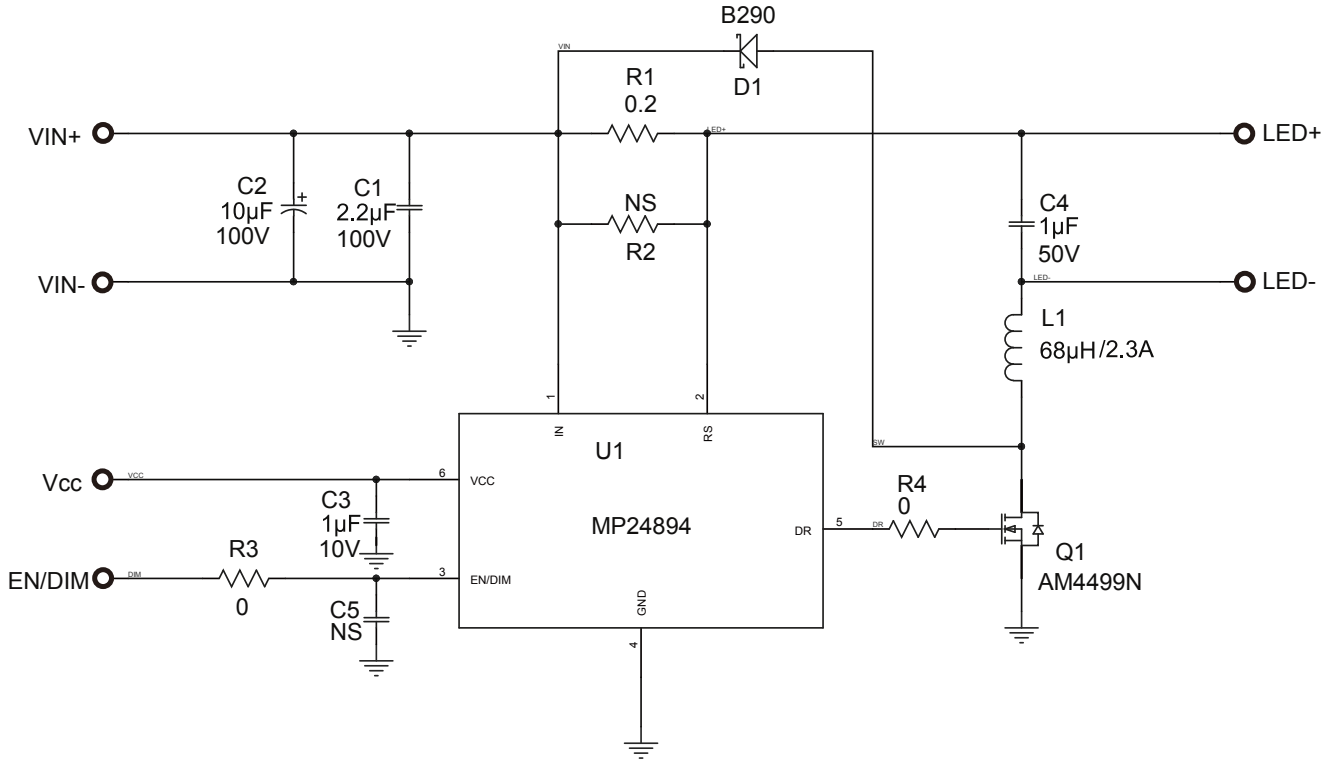 B290
VIN
D1
R1
0.2
VIN+
LED+
LED+
C2
10µF
100V
+
C1
2.2µF
100V
NS
R2
C4
1µF
50V
VIN-
LED-
LED-
L1
68µH/2.3A
1
2
IN
RS
U1
SW
Vcc
VCC
6
VCC
C3
1µF
10V
MP24894
DR
5
DR
R4
0
Q1
AM4499N
R3
0
EN/DIM
DIM
3
EN/DIM
C5
NS
GND
4